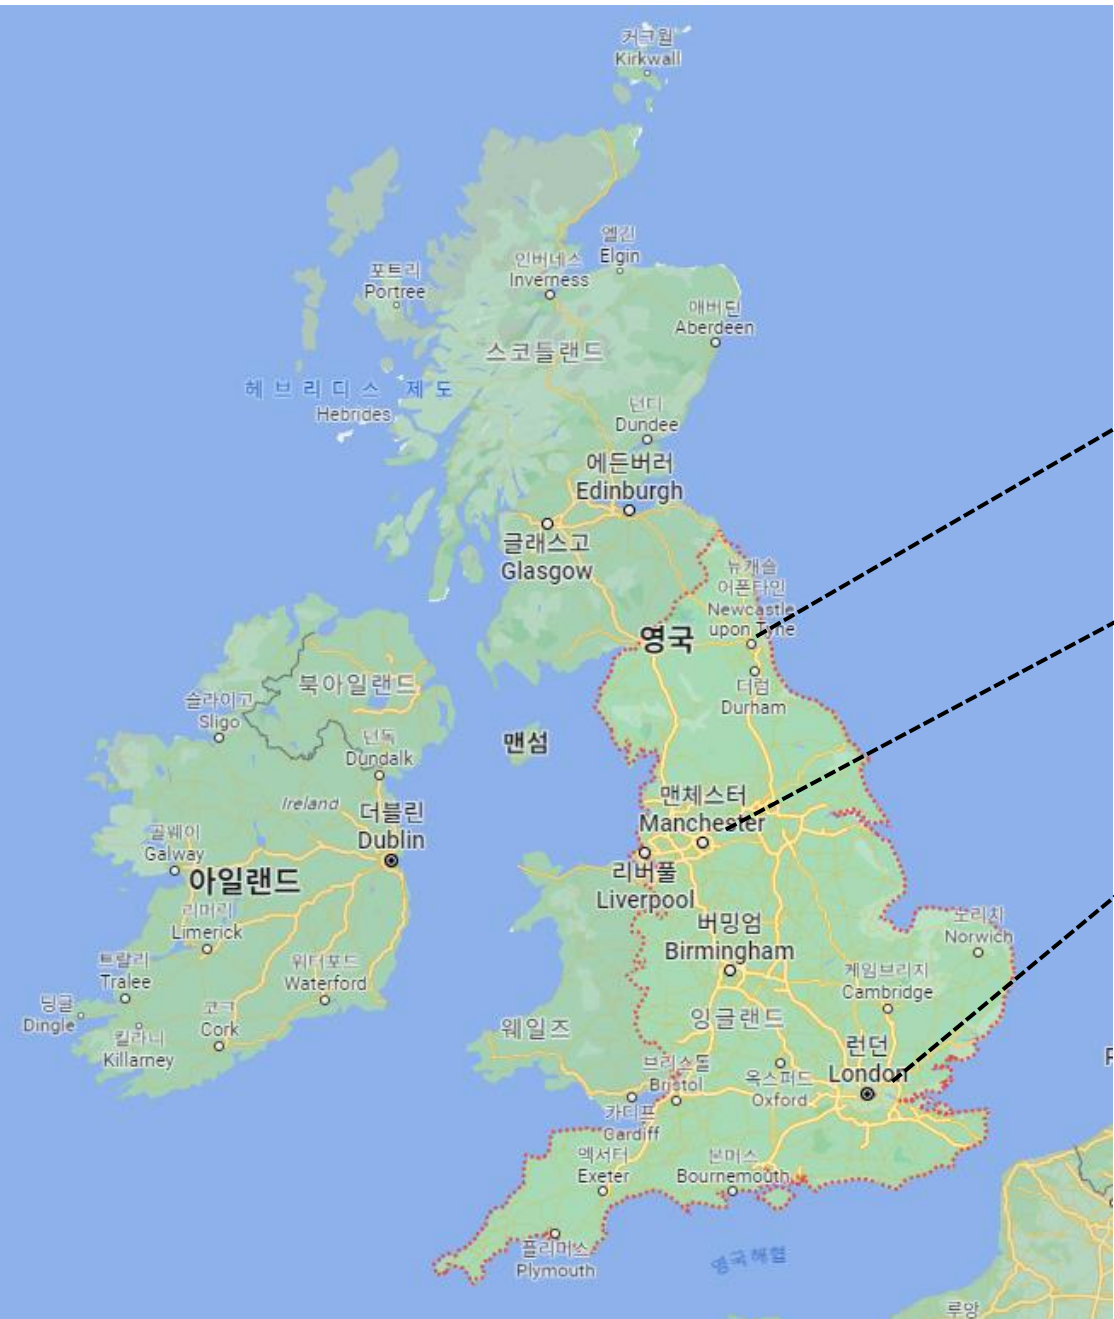 커크월
Kirkwall
엘긴
Elgin
인버네스
Inverness
포트리
Portree
애버딘
Aberdeen
스코틀랜드
헤브리디스 제도
Hebrides
던디
Dundee
에든버러
Edinburgh
글래스고
Glasgow
뉴캐슬
어폰타인
Newcastle
upon Tyne
영국
더럼
Durham
북아일랜드
슬라이고
Sligo
던독
Dundalk
맨섬
Ireland
더블린
Dublin
맨체스터
Manchester
골웨이
Galway
아일랜드
리버풀
Liverpool
리머릭
Limerick
버밍엄
Birmingham
노리치
Norwich
트랄리
Tralee
워터포드
Waterford
케임브리지
Cambridge
딩글
Dingle
코크
Cork
킬라니
Killarney
웨일즈
잉글랜드
런던
London
브리스톨
Bristol
옥스퍼드
Oxford
카디프
Cardiff
엑서터
Exeter
본머스
Bournemouth
플리머스
Plymouth
영국 해협
루앙